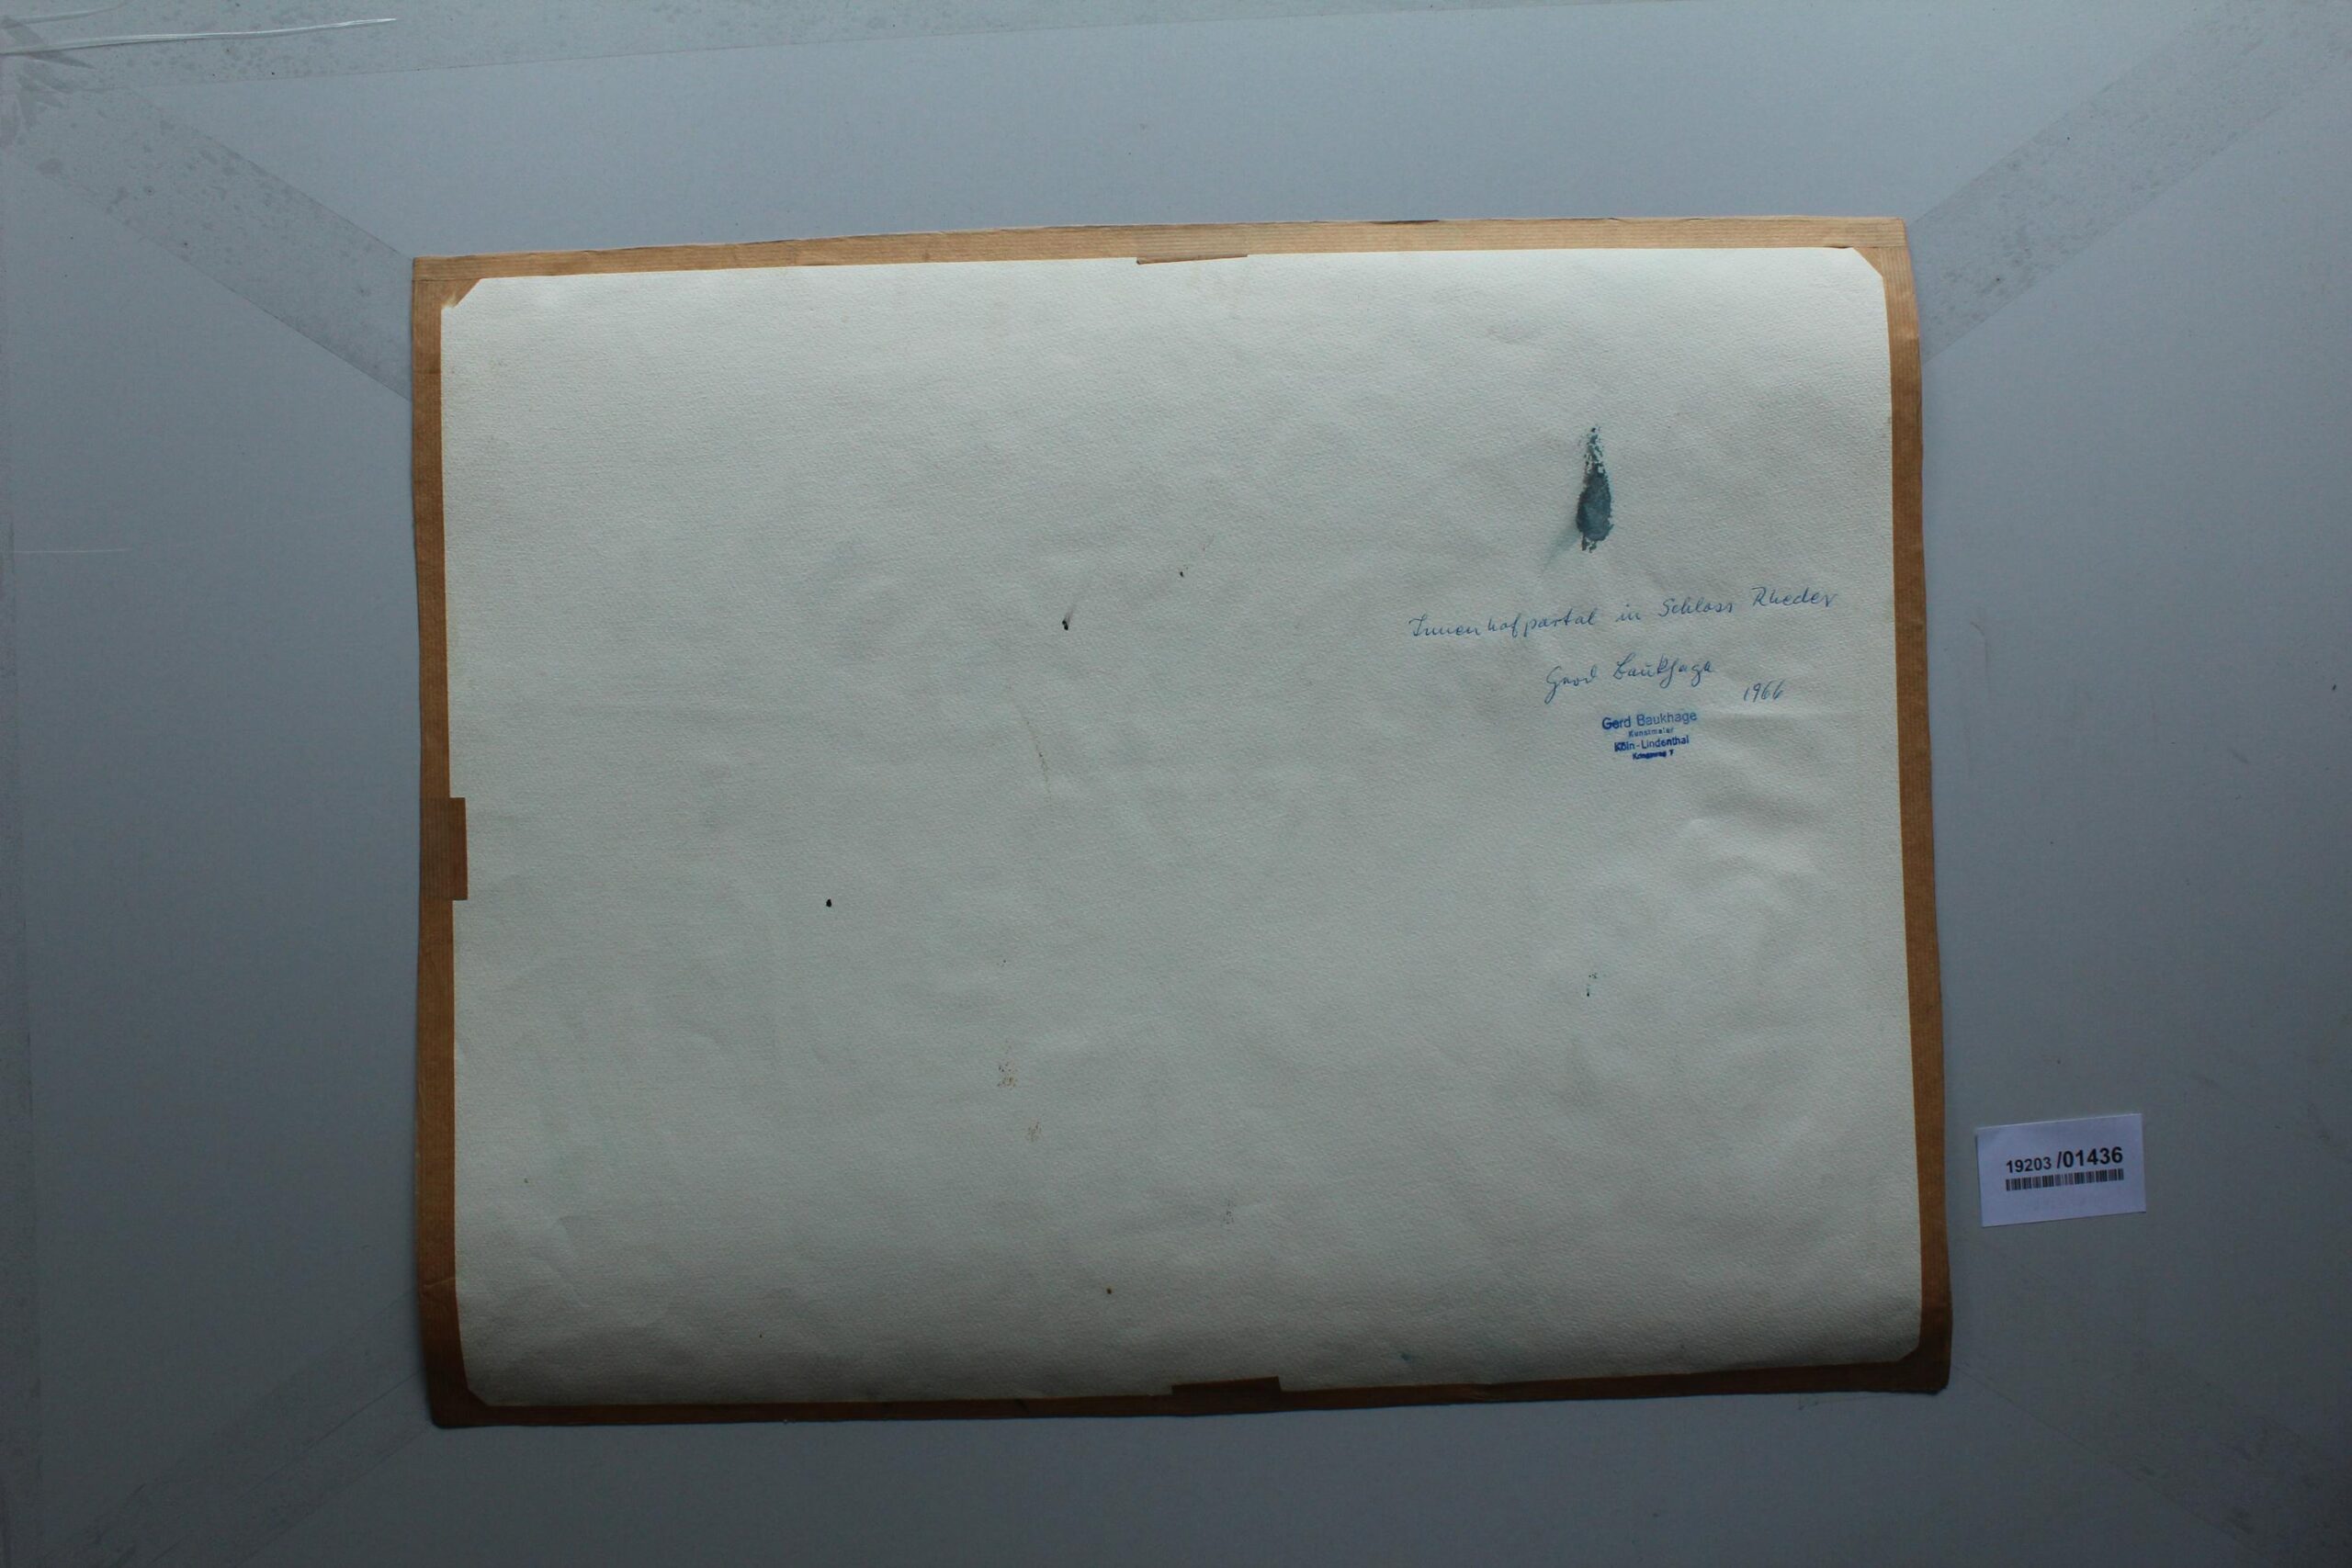 Innenhofportal in Schloss Rheder
Gerd Baukhage
1966
Gerd Baukhage
Kunstmaler
Köln-Lindenthal
19203/01436